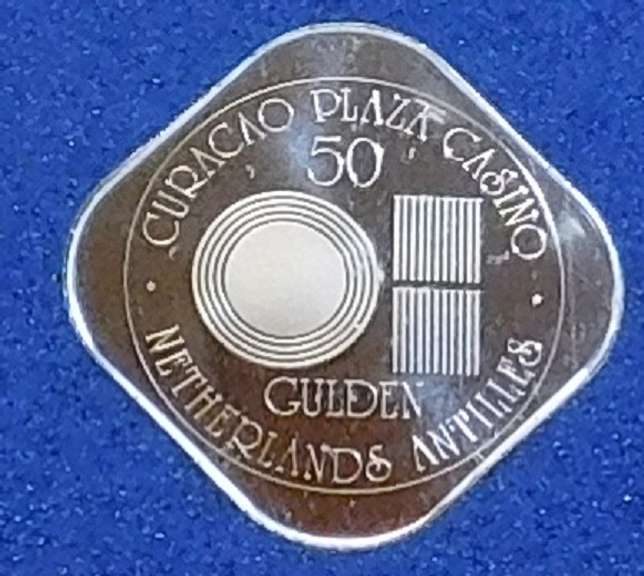 CURACAO PLAZA CASINO
50
GULDEN
NETHERLANDS ANTILLES